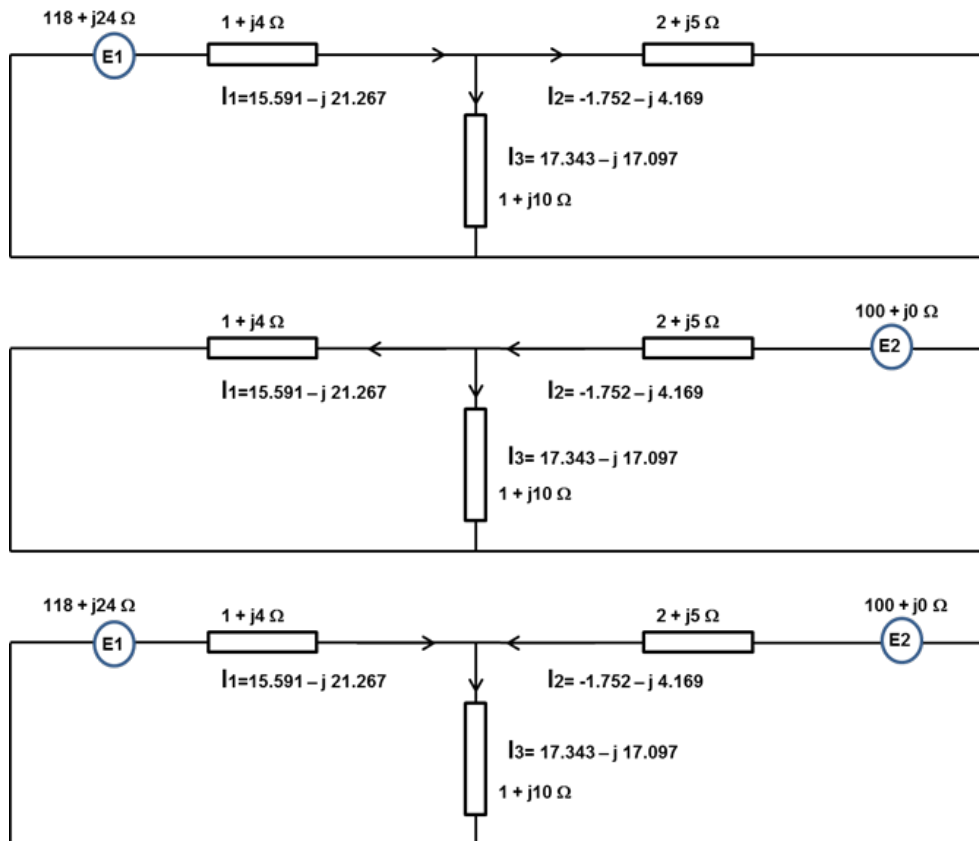 118 + j24 Ω
1 + j4 Ω
2 + j5 Ω
E1
I1=15.591 – j 21.267
I2= -1.752 – j 4.169
I3= 17.343 – j 17.097
1 + j10 Ω
1 + j4 Ω
2 + j5 Ω
100 + j0 Ω
E2
I1=15.591 – j 21.267
I2= -1.752 – j 4.169
I3= 17.343 – j 17.097
1 + j10 Ω
118 + j24 Ω
1 + j4 Ω
2 + j5 Ω
100 + j0 Ω
E1
E2
I1=15.591 – j 21.267
I2= -1.752 – j 4.169
I3= 17.343 – j 17.097
1 + j10 Ω